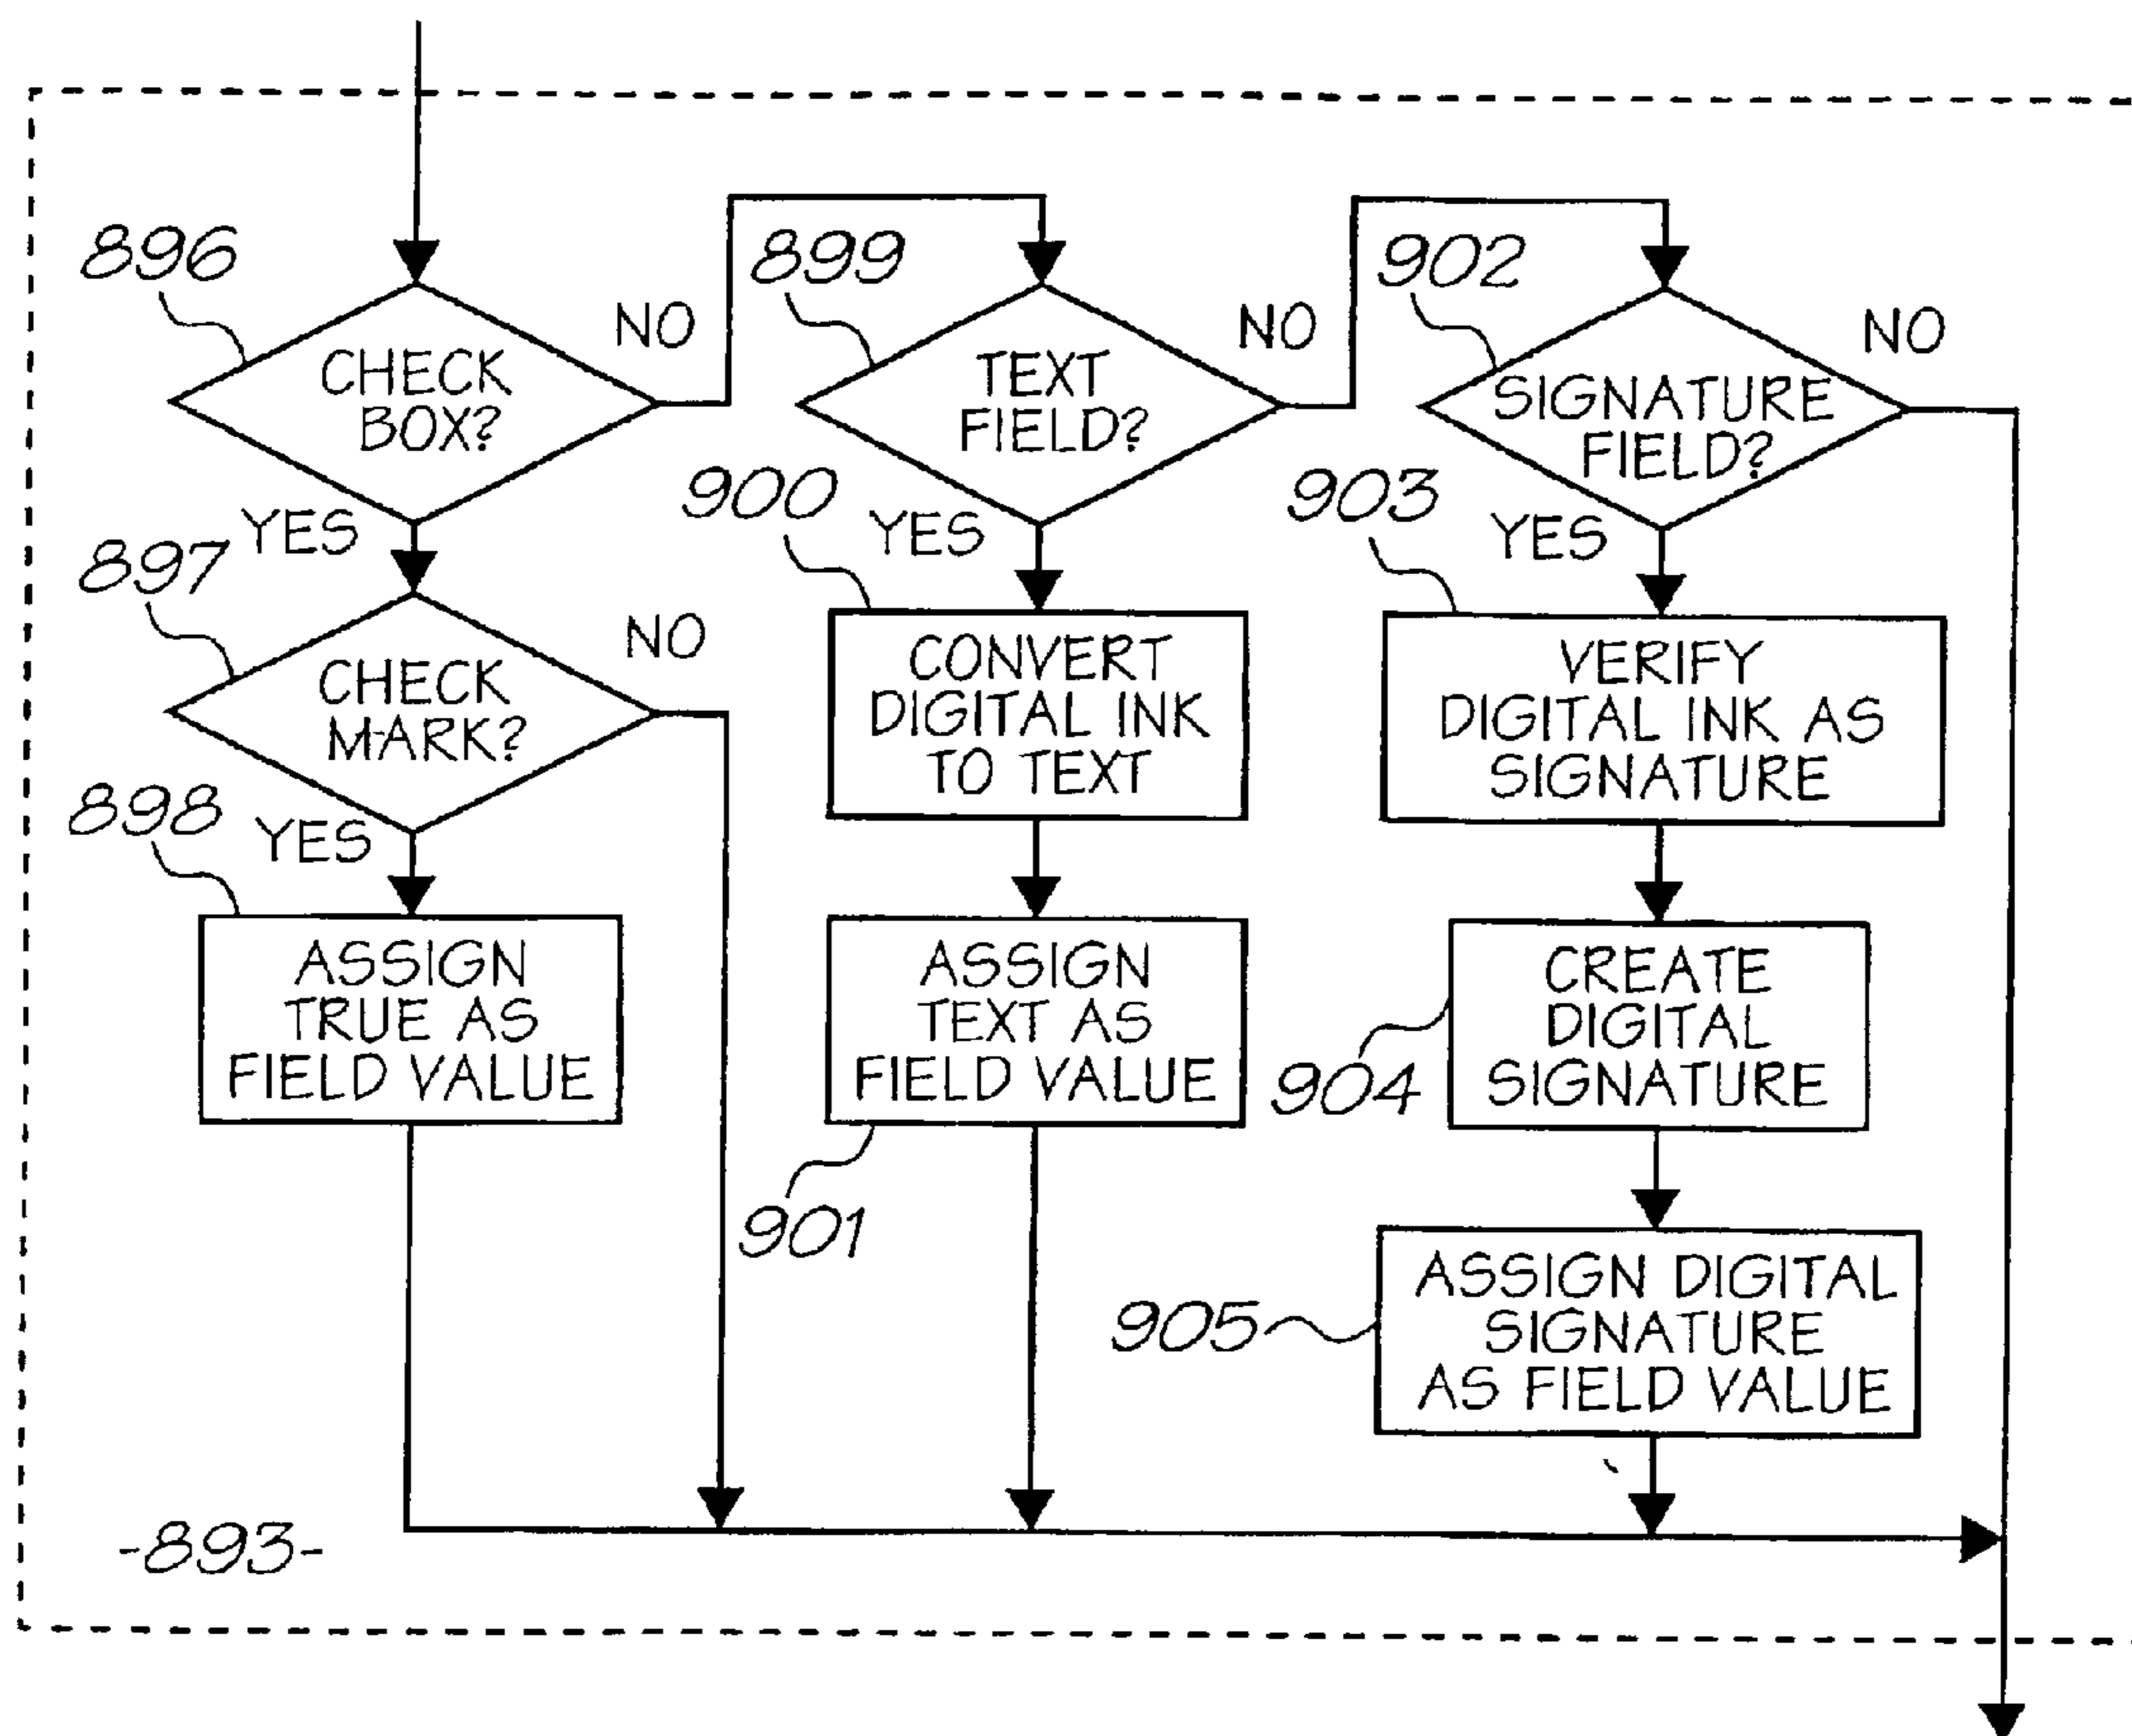 896
CHECK
BOX?
NO
YES
899
TEXT
FIELD?
NO
YES
902
SIGNATURE
FIELD?
NO
YES
897
CHECK
MARK?
NO
YES
900
CONVERT
DIGITAL INK
TO TEXT
903
VERIFY
DIGITAL INK AS
SIGNATURE
898
ASSIGN
TRUE AS
FIELD VALUE
ASSIGN
TEXT AS
FIELD VALUE
901
904
CREATE
DIGITAL
SIGNATURE
905
ASSIGN DIGITAL
SIGNATURE
AS FIELD VALUE
-893-